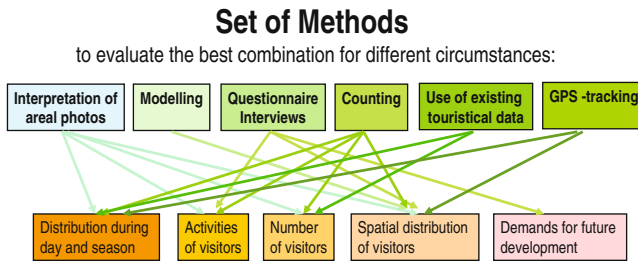 Set of Methods
to evaluate the best combination for different circumstances:
Interpretation of
areal photos
Modelling
Questionnaire
Interviews
Counting
Use of existing
touristical data
GPS -tracking
Distribution during
day and season
Activities
of visitors
Number
of visitors
Spatial distribution
of visitors
Demands for future
development